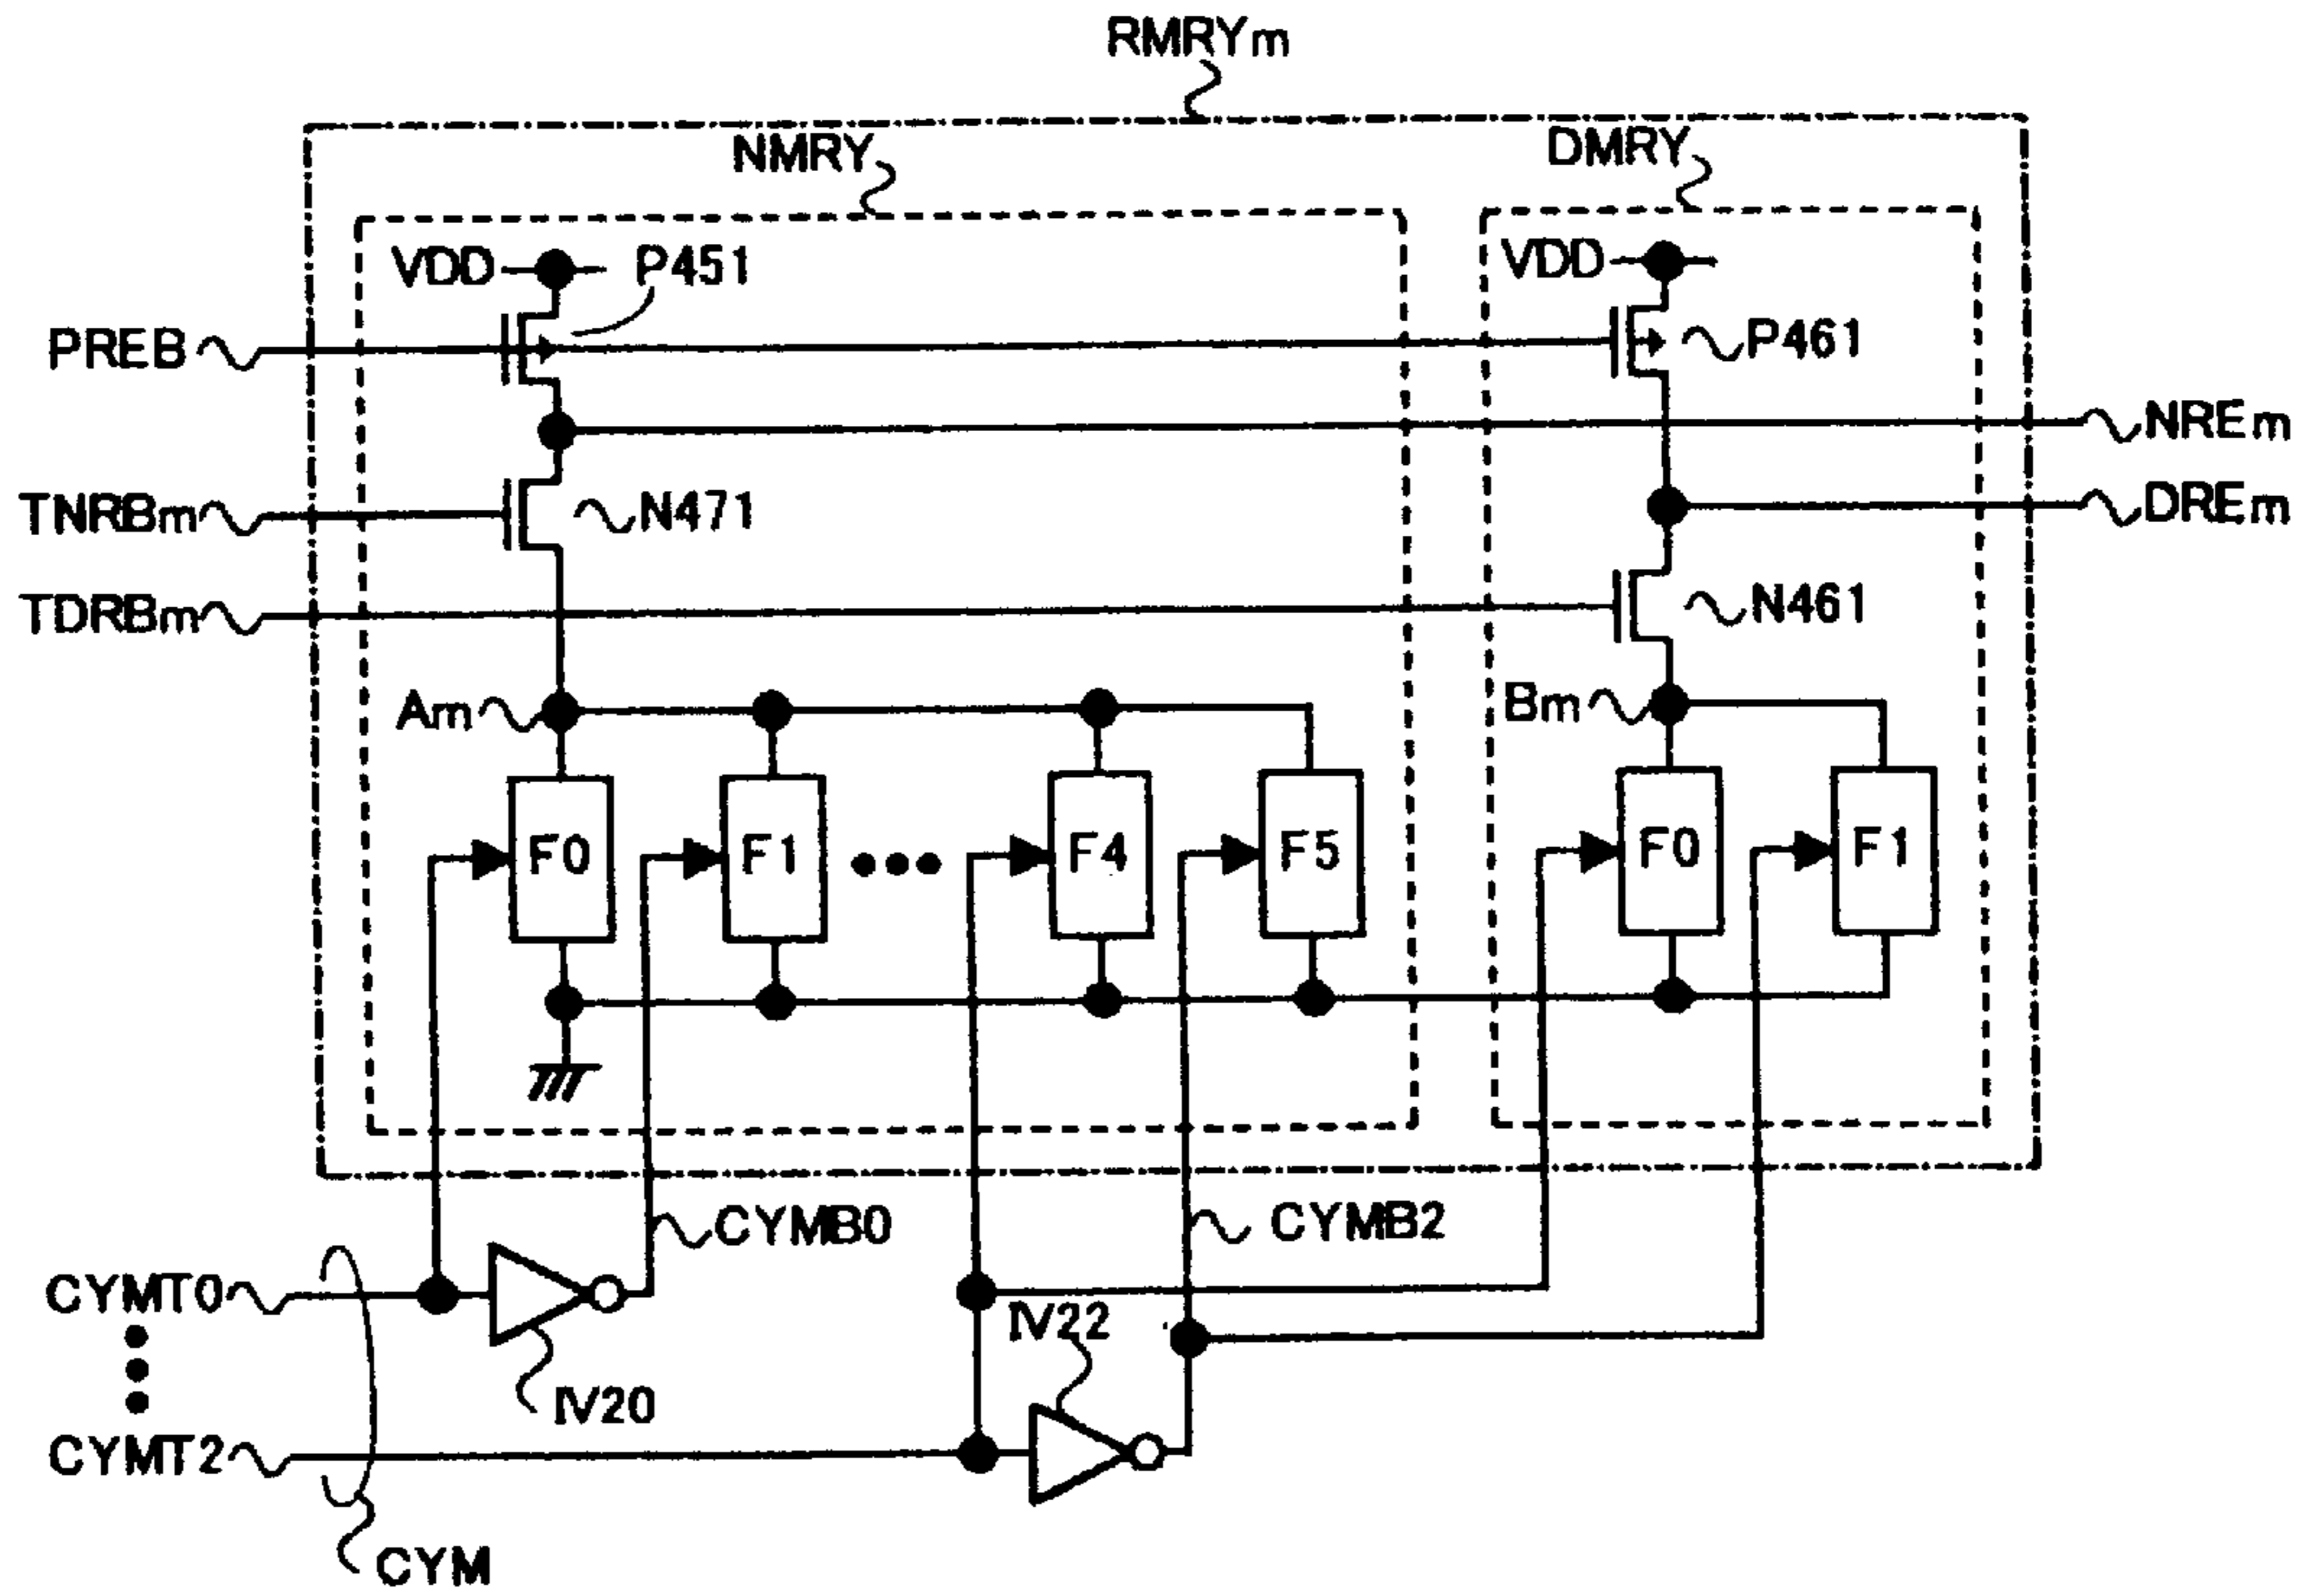 RMRYm
NMRY
DMRY
VDD
P451
VDD
PREB
P461
NREm
TNRBm
N471
DREm
TDRBm
N461
Am
Bm
F0
F1
F4
F5
F0
F1
CYMB0
CYMB2
CYMT0
IV22
IV20
CYMT2
CYM